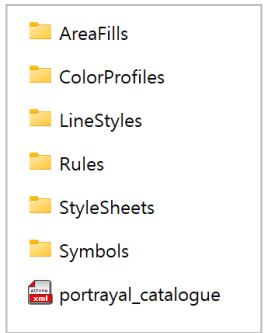 AreaFills
ColorProfiles
LineStyles
Rules
StyleSheets
Symbols
xml
portrayal_catalogue